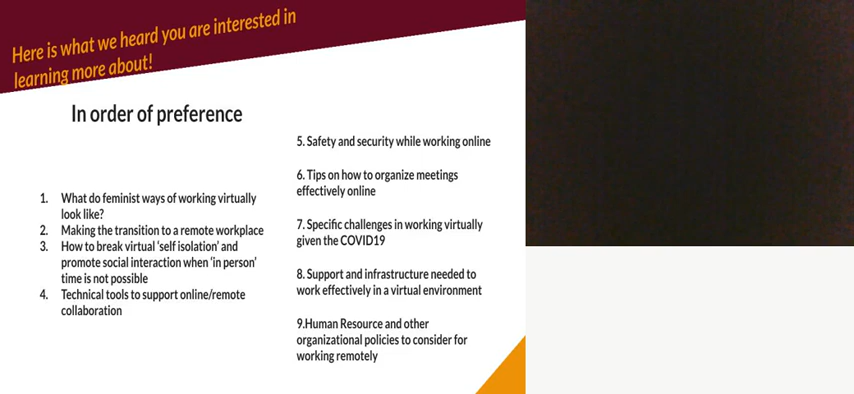 Here is what we heard you are interested in
learning more about!
In order of preference
1. What do feminist ways of working virtually
look like?
2. Making the transition to a remote workplace
3. How to break virtual ‘self isolation’ and
promote social interaction when ‘in person’
time is not possible
4. Technical tools to support online/remote
collaboration
5. Safety and security while working online
6. Tips on how to organize meetings
effectively online
7. Specific challenges in working virtually
given the COVID19
8. Support and infrastructure needed to
work effectively in a virtual environment
9.Human Resource and other
organizational policies to consider for
working remotely